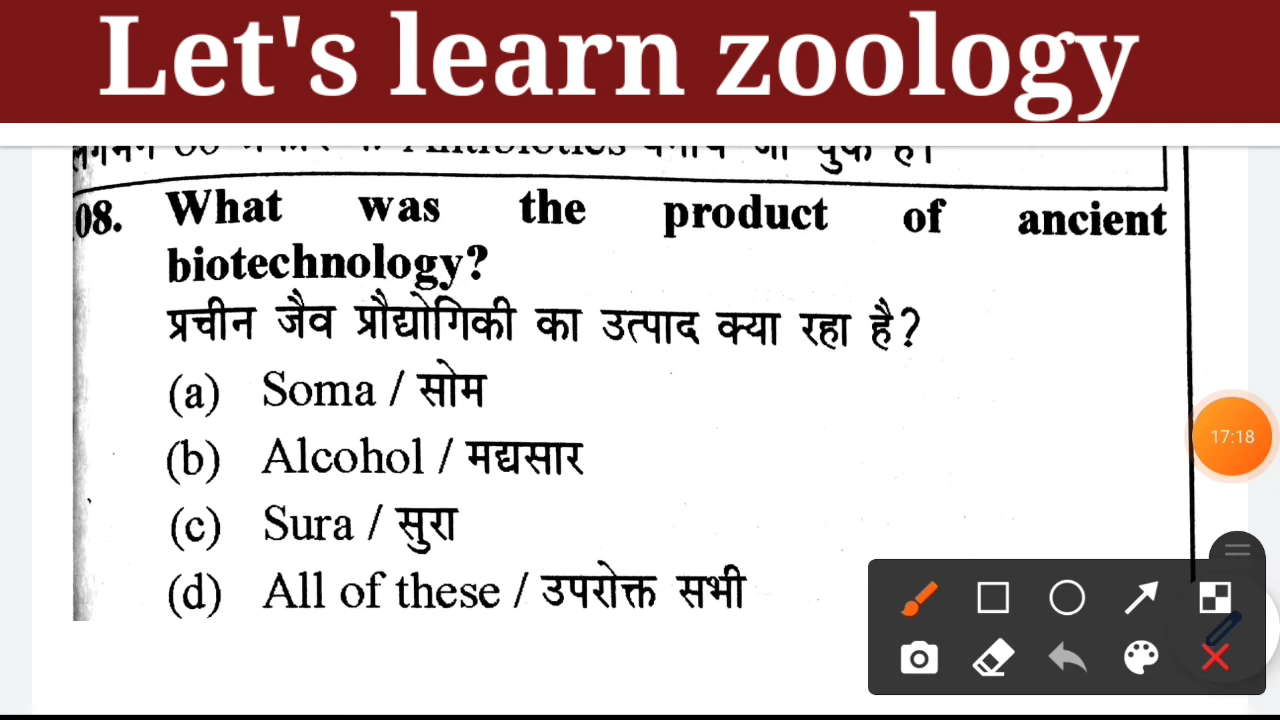 Let's learn zoology
Antibiotics
08. What was the product of ancient
biotechnology?
प्रचीन जैव प्रौद्योगिकी का उत्पाद क्या रहा है?
(a) Soma / सोम
(b) Alcohol / मद्यसार
17:18
(c) Sura / सुरा
(d) All of these / उपरोक्त सभी